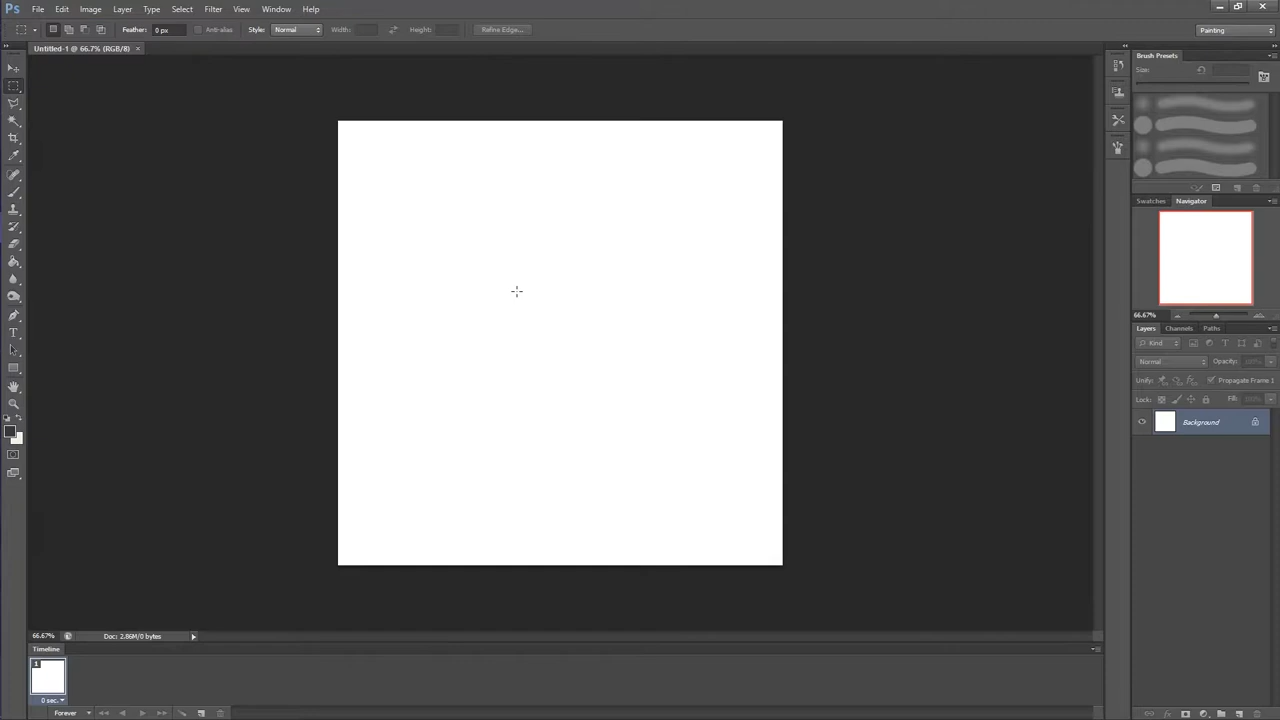 Ps File Edit Image Layer Type Select Filter View Window Help
Feather: 0 px Anti-alias Style: Normal Width: Height: Refine Edge... Painting
Untitled-1 @ 66.7% (RGB/8) ×
Brush Presets
Size:
Swatches Navigator
66.67%
Layers Channels Paths
Kind
Normal Opacity: 100%
Unify: Propagate Frame 1
Lock: Fill: 100%
Background
66.67% Doc: 2.86M/0 bytes
Timeline
1
0 sec.
Forever